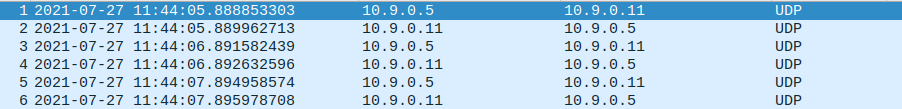 1 2021-07-27 11:44:05.888853303 10.9.0.5 10.9.0.11 UDP
2 2021-07-27 11:44:05.889962713 10.9.0.11 10.9.0.5 UDP
3 2021-07-27 11:44:06.891582439 10.9.0.5 10.9.0.11 UDP
4 2021-07-27 11:44:06.892632596 10.9.0.11 10.9.0.5 UDP
5 2021-07-27 11:44:07.894958574 10.9.0.5 10.9.0.11 UDP
6 2021-07-27 11:44:07.895978708 10.9.0.11 10.9.0.5 UDP